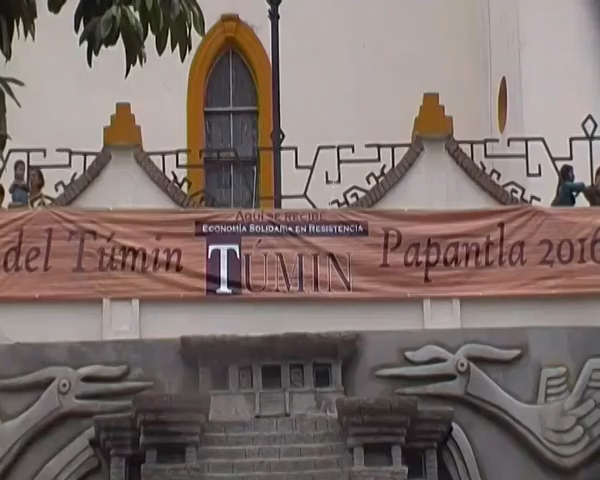 AQUÍ SE RECIBE
ECONOMÍA SOLIDARIA EN RESISTENCIA
del Túmin TÚMIN Papantla 2016